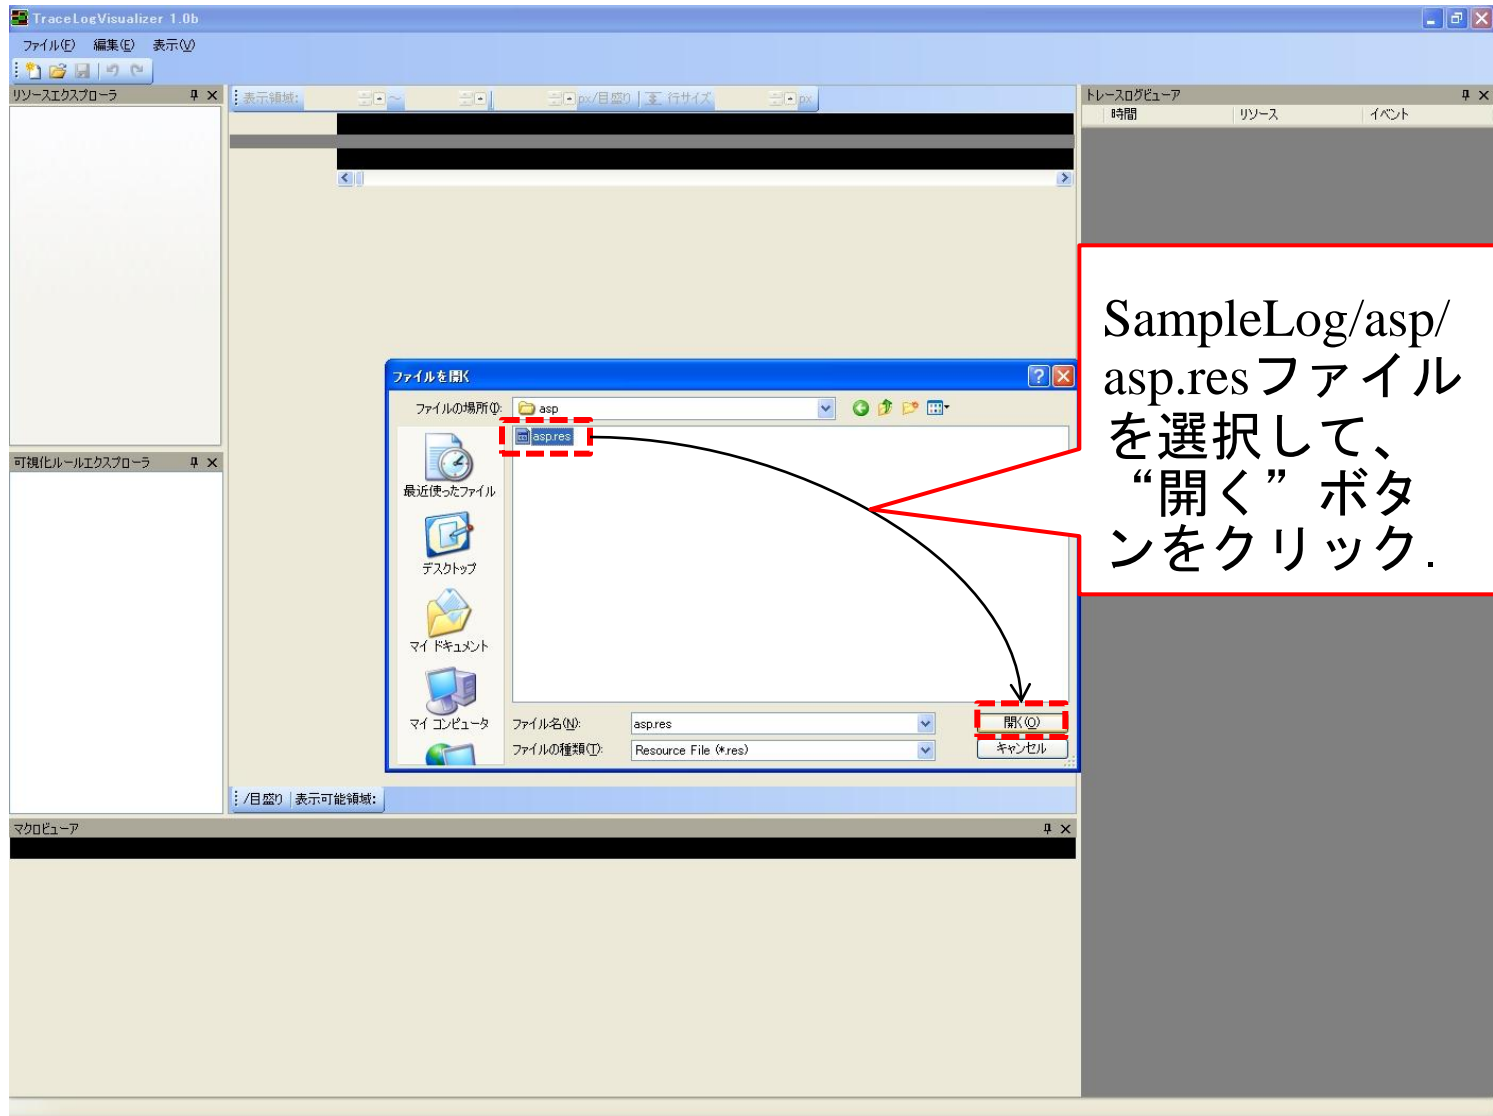 TraceLogVisualizer 1.0b
ファイル(F) 編集(E) 表示(V)
リソースエクスプローラ
表示領域: ～ px/目盛り 行サイズ px
トレースログビューア
時間 リソース イベント
SampleLog/asp/
asp.resファイル
を選択して、
“開く”ボタ
ンをクリック.
ファイルを開く
ファイルの場所(I): asp
asp.res
最近使ったファイル
デスクトップ
マイ ドキュメント
マイ コンピュータ
ファイル名(N): asp.res 開く(O)
ファイルの種類(T): Resource File (*.res) キャンセル
可視化ルールエクスプローラ
/目盛り 表示可能領域:
マクロビューア